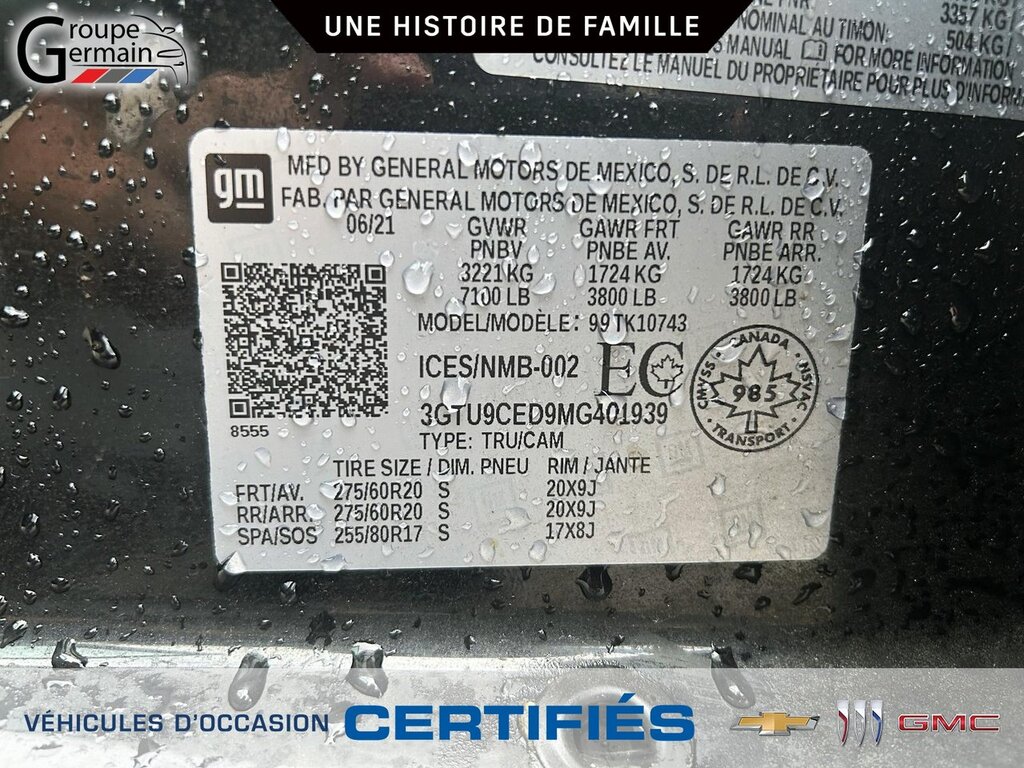 Groupe
Germain
UNE HISTOIRE DE FAMILLE
3357 KG /
NOMINAL AU TIMON: 504 KG /
MANUAL FOR MORE INFORMATION
CONSULTEZ LE MANUEL DU PROPRIÉTAIRE POUR PLUS D'INFORM
gm
MFD BY GENERAL MOTORS DE MEXICO, S. DE R.L. DE C.V.
FAB. PAR GENERAL MOTORS DE MEXICO, S. DE R.L. DE C.V.
06/21 GVWR GAWR FRT GAWR RR
PNBV PNBE AV. PNBE ARR.
3221 KG 1724 KG 1724 KG
7100 LB 3800 LB 3800 LB
MODEL/MODÈLE: 99TK10743
ICES/NMB-002 EC
CANADA
CMVSS 985 NSVAC
TRANSPORT
3GTU9CED9MG401939
8555
TYPE: TRU/CAM
TIRE SIZE / DIM. PNEU RIM / JANTE
FRT/AV. 275/60R20 S 20X9J
RR/ARR. 275/60R20 S 20X9J
SPA/SOS 255/80R17 S 17X8J
VÉHICULES D'OCCASION CERTIFIÉS GMC